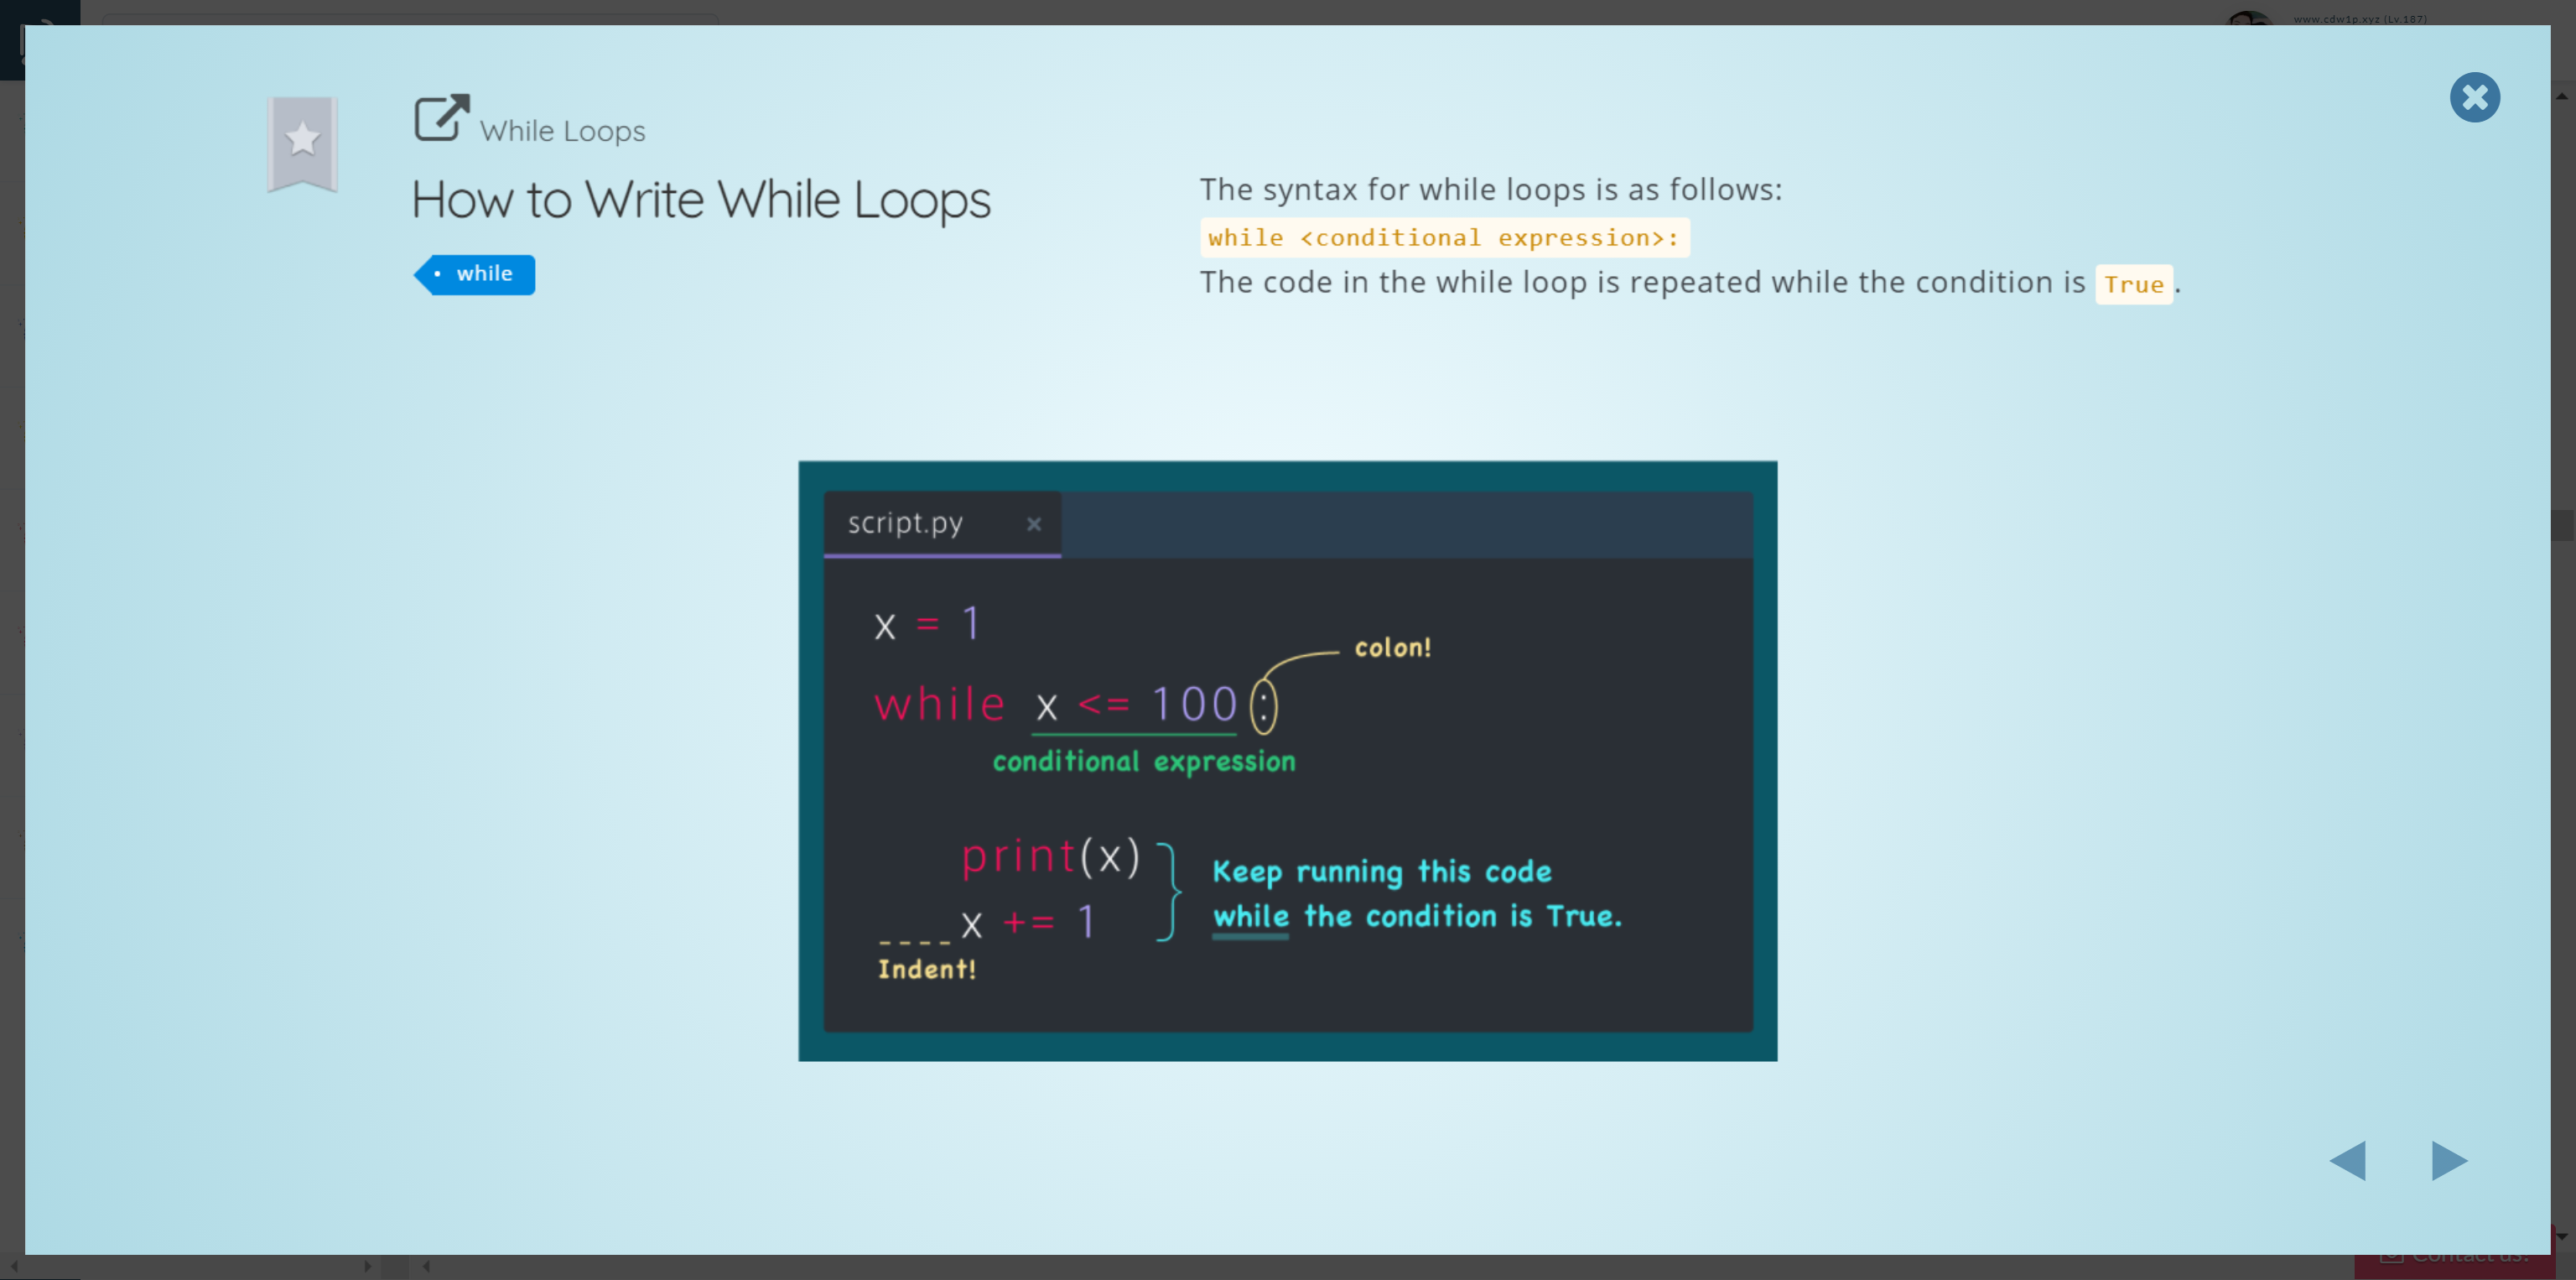 www.cdw1p.xyz (Lv.187)
While Loops
How to Write While Loops
• while
The syntax for while loops is as follows:
while <conditional expression>:
The code in the while loop is repeated while the condition is True.
script.py
x = 1
colon!
while x <= 100:
conditional expression
print(x)
x += 1
Keep running this code
while the condition is True.
Indent!
Contact us!